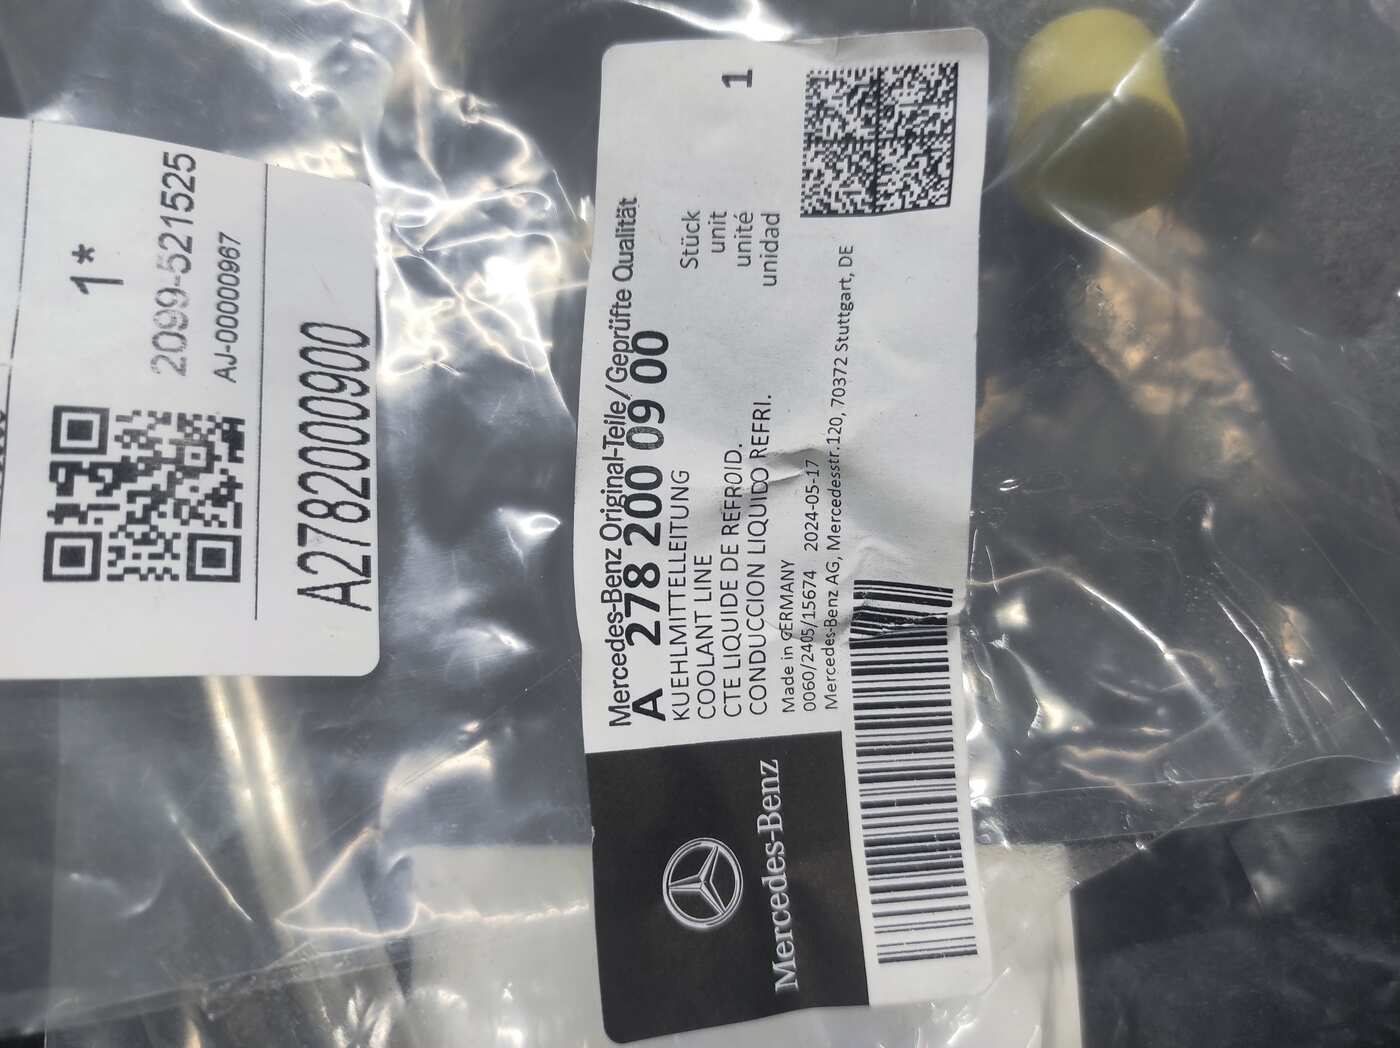 1*
2099-521525
AJ-00000967
A2782000900
Mercedes-Benz Original-Teile/Geprüfte Qualität
A 278 200 09 00
KUEHLMITTELLEITUNG
COOLANT LINE
CTE LIQUIDE DE REFROID.
CONDUCCION LIQUIDO REFRI.
Made in GERMANY
0060/2405/15674 2024-05-17
Mercedes-Benz AG, Mercedesstr.120, 70372 Stuttgart, DE
1
Stück
unit
unité
unidad
Mercedes-Benz